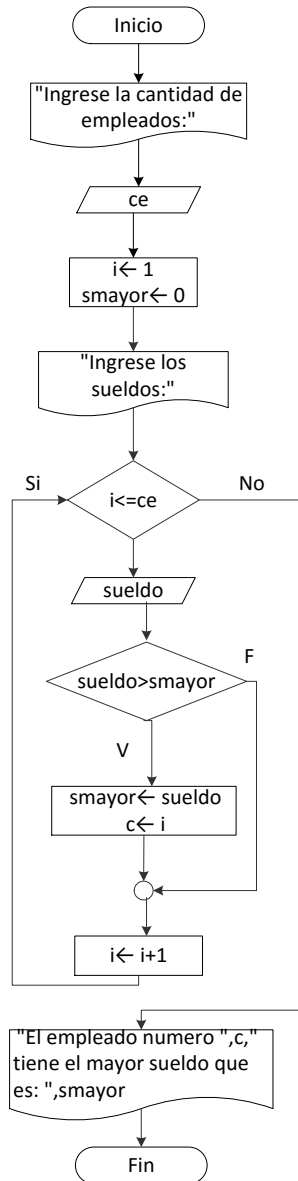 Inicio
"Ingrese la cantidad de
empleados:"
ce
i← 1
smayor← 0
"Ingrese los
sueldos:"
Si
No
i<=ce
sueldo
F
sueldo>smayor
V
smayor← sueldo
c← i
i← i+1
"El empleado numero ",c,"
tiene el mayor sueldo que
es: ",smayor
Fin